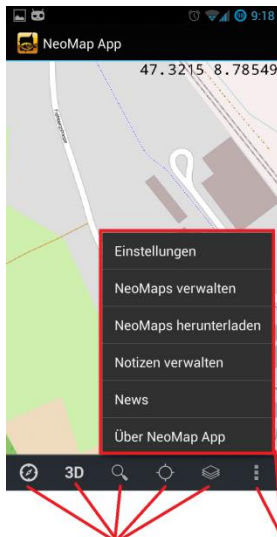 9:18
NeoMap App
47.3215 8.78549
Einstellungen
NeoMaps verwalten
NeoMaps herunterladen
Notizen verwalten
News
Über NeoMap App
3D